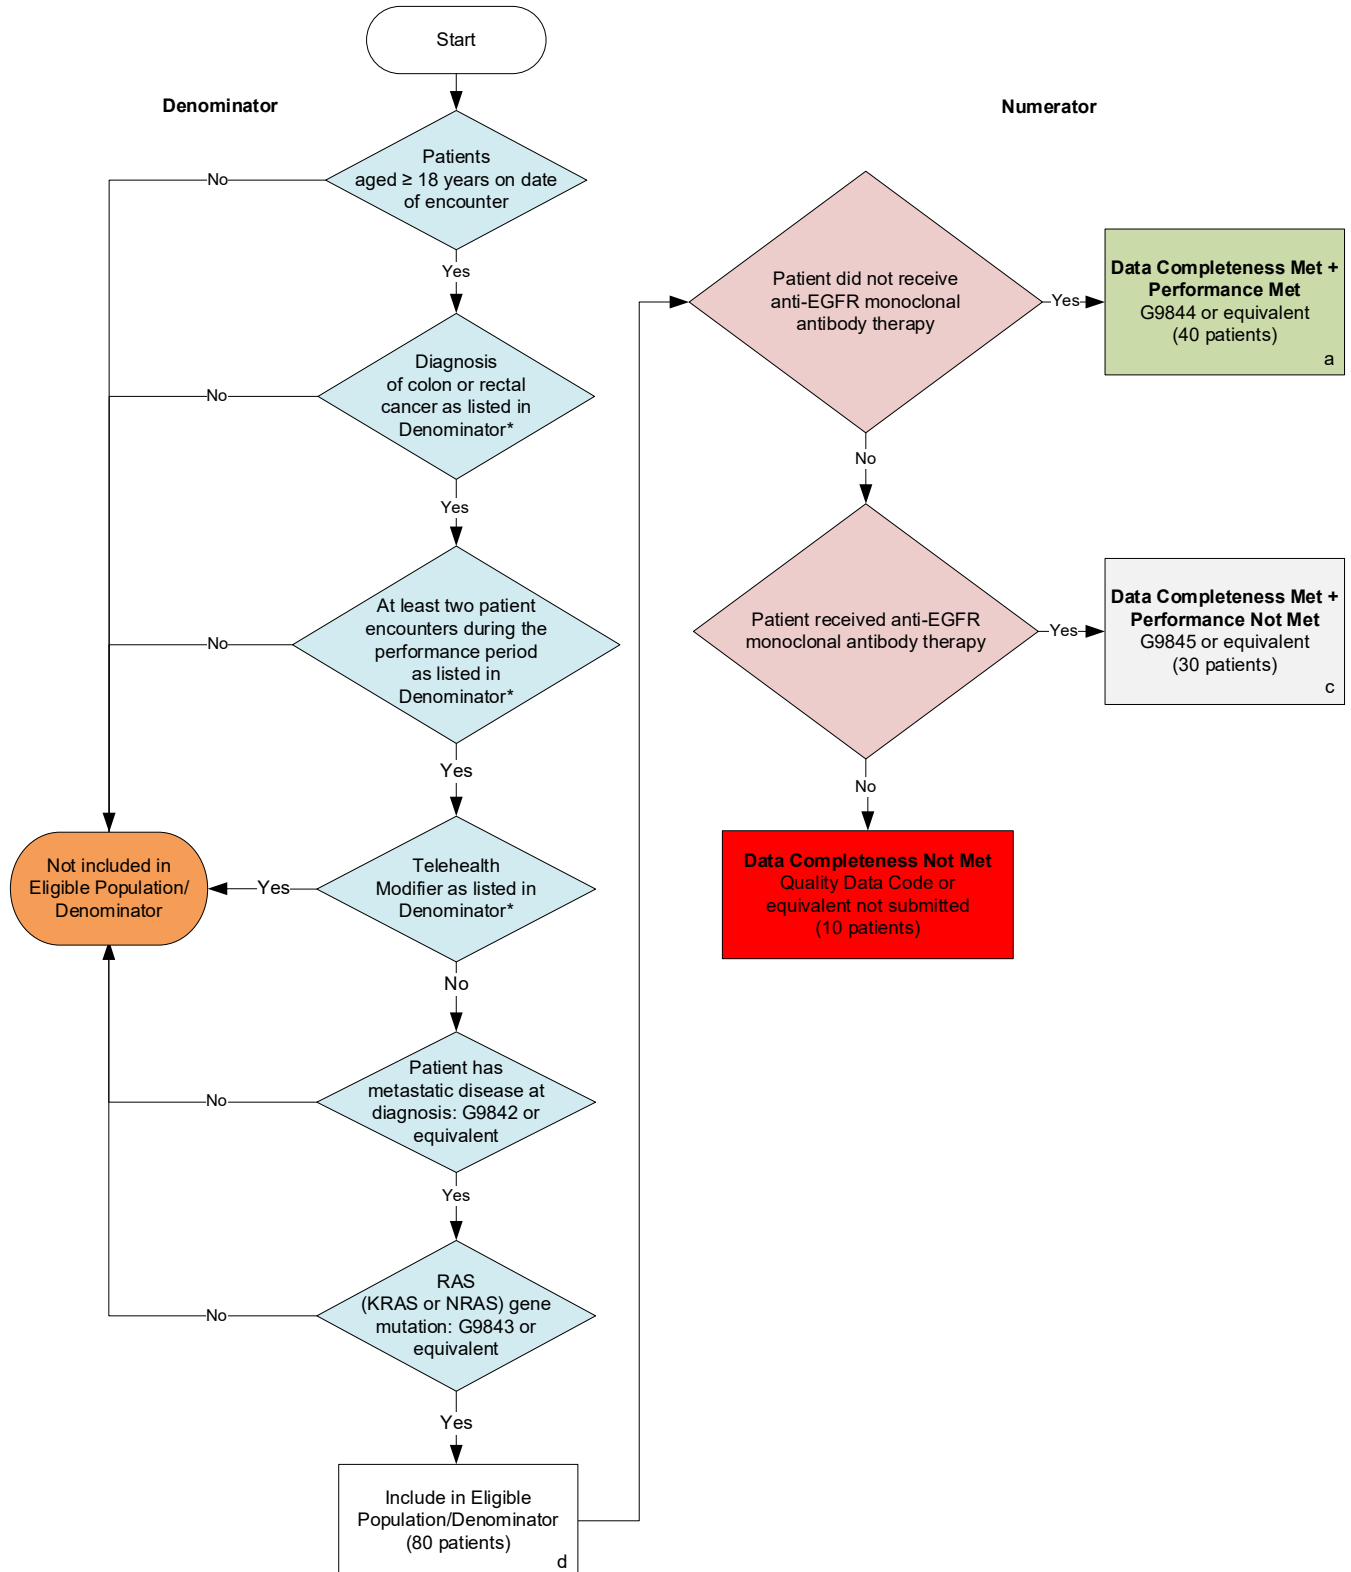 Start
Denominator
Numerator
Patients
aged ≥ 18 years on date
of encounter
No
Yes
Diagnosis
of colon or rectal
cancer as listed in
Denominator*
No
Yes
At least two patient
encounters during the
performance period
as listed in
Denominator*
No
Yes
Telehealth
Modifier as listed in
Denominator*
Yes
Not included in
Eligible Population/
Denominator
No
Patient has
metastatic disease at
diagnosis: G9842 or
equivalent
No
Yes
RAS
(KRAS or NRAS) gene
mutation: G9843 or
equivalent
No
Yes
Include in Eligible
Population/Denominator
(80 patients)
d
Patient did not receive
anti-EGFR monoclonal
antibody therapy
Yes
Data Completeness Met +
Performance Met
G9844 or equivalent
(40 patients)
a
No
Patient received anti-EGFR
monoclonal antibody therapy
Yes
Data Completeness Met +
Performance Not Met
G9845 or equivalent
(30 patients)
c
No
Data Completeness Not Met
Quality Data Code or
equivalent not submitted
(10 patients)